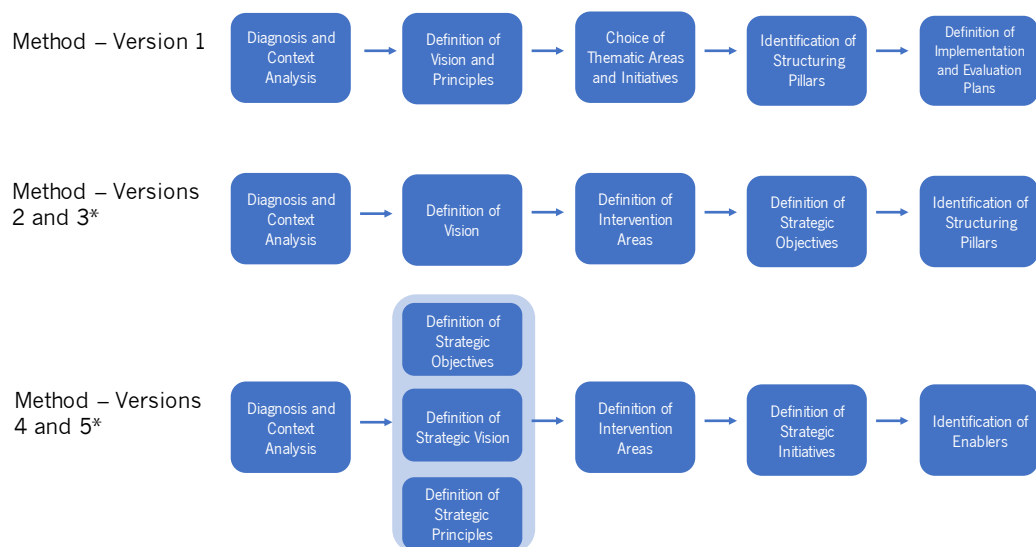 Method – Version 1
Diagnosis and
Context
Analysis
Definition of
Vision and
Principles
Choice of
Thematic Areas
and Initiatives
Identification of
Structuring
Pillars
Definition of
Implementation
and Evaluation
Plans
Method – Versions
2 and 3*
Diagnosis and
Context
Analysis
Definition of
Vision
Definition of
Intervention
Areas
Definition of
Strategic
Objectives
Identification of
Structuring
Pillars
Method – Versions
4 and 5*
Diagnosis and
Context
Analysis
Definition of
Strategic
Objectives
Definition of
Strategic Vision
Definition of
Strategic
Principles
Definition of
Intervention
Areas
Definition of
Strategic
Initiatives
Identification of
Enablers